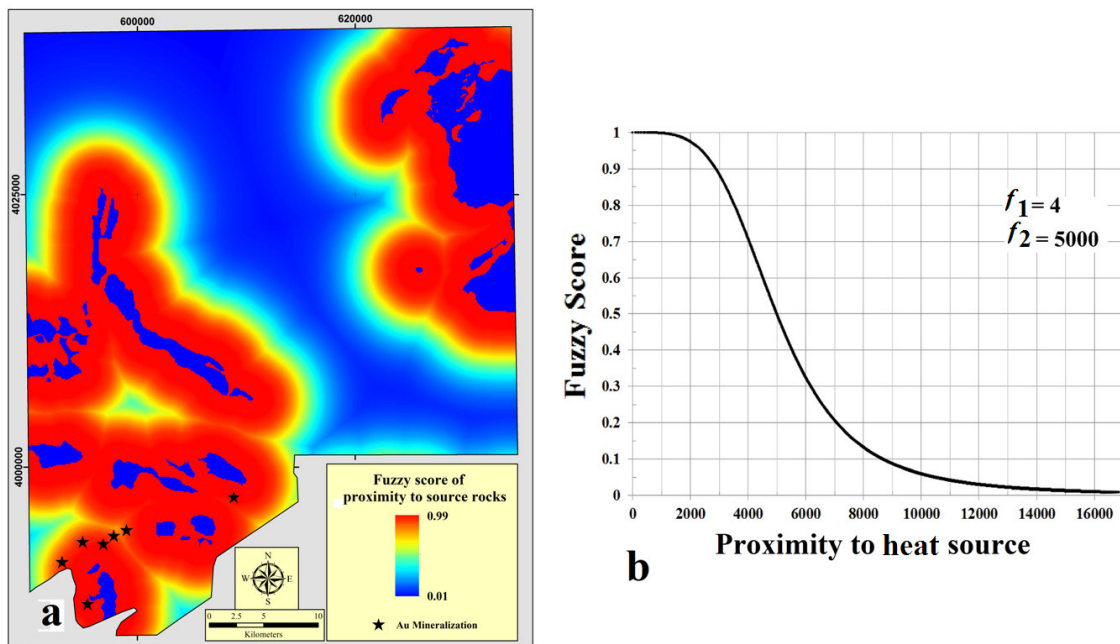 600000
620000
4025000
4000000
Fuzzy score of
proximity to source rocks
0.99
0.01
Au Mineralization
N
W
E
S
0
2.5
5
10
Kilometers
a
Fuzzy Score
1
0.9
0.8
0.7
0.6
0.5
0.4
0.3
0.2
0.1
0
f1 = 4
f2 = 5000
0
2000
4000
6000
8000
10000
12000
14000
16000
Proximity to heat source
b